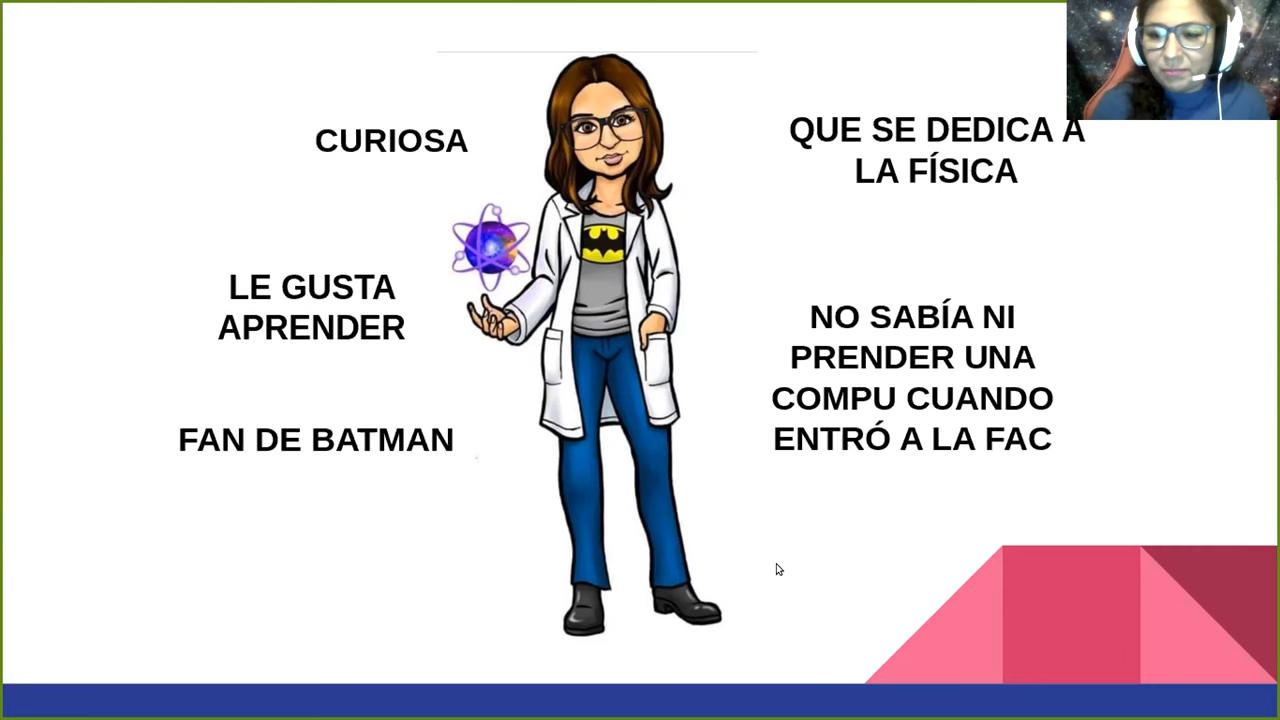 CURIOSA
QUE SE DEDICA A
LA FÍSICA
LE GUSTA
APRENDER
NO SABÍA NI
PRENDER UNA
COMPU CUANDO
ENTRÓ A LA FAC
FAN DE BATMAN